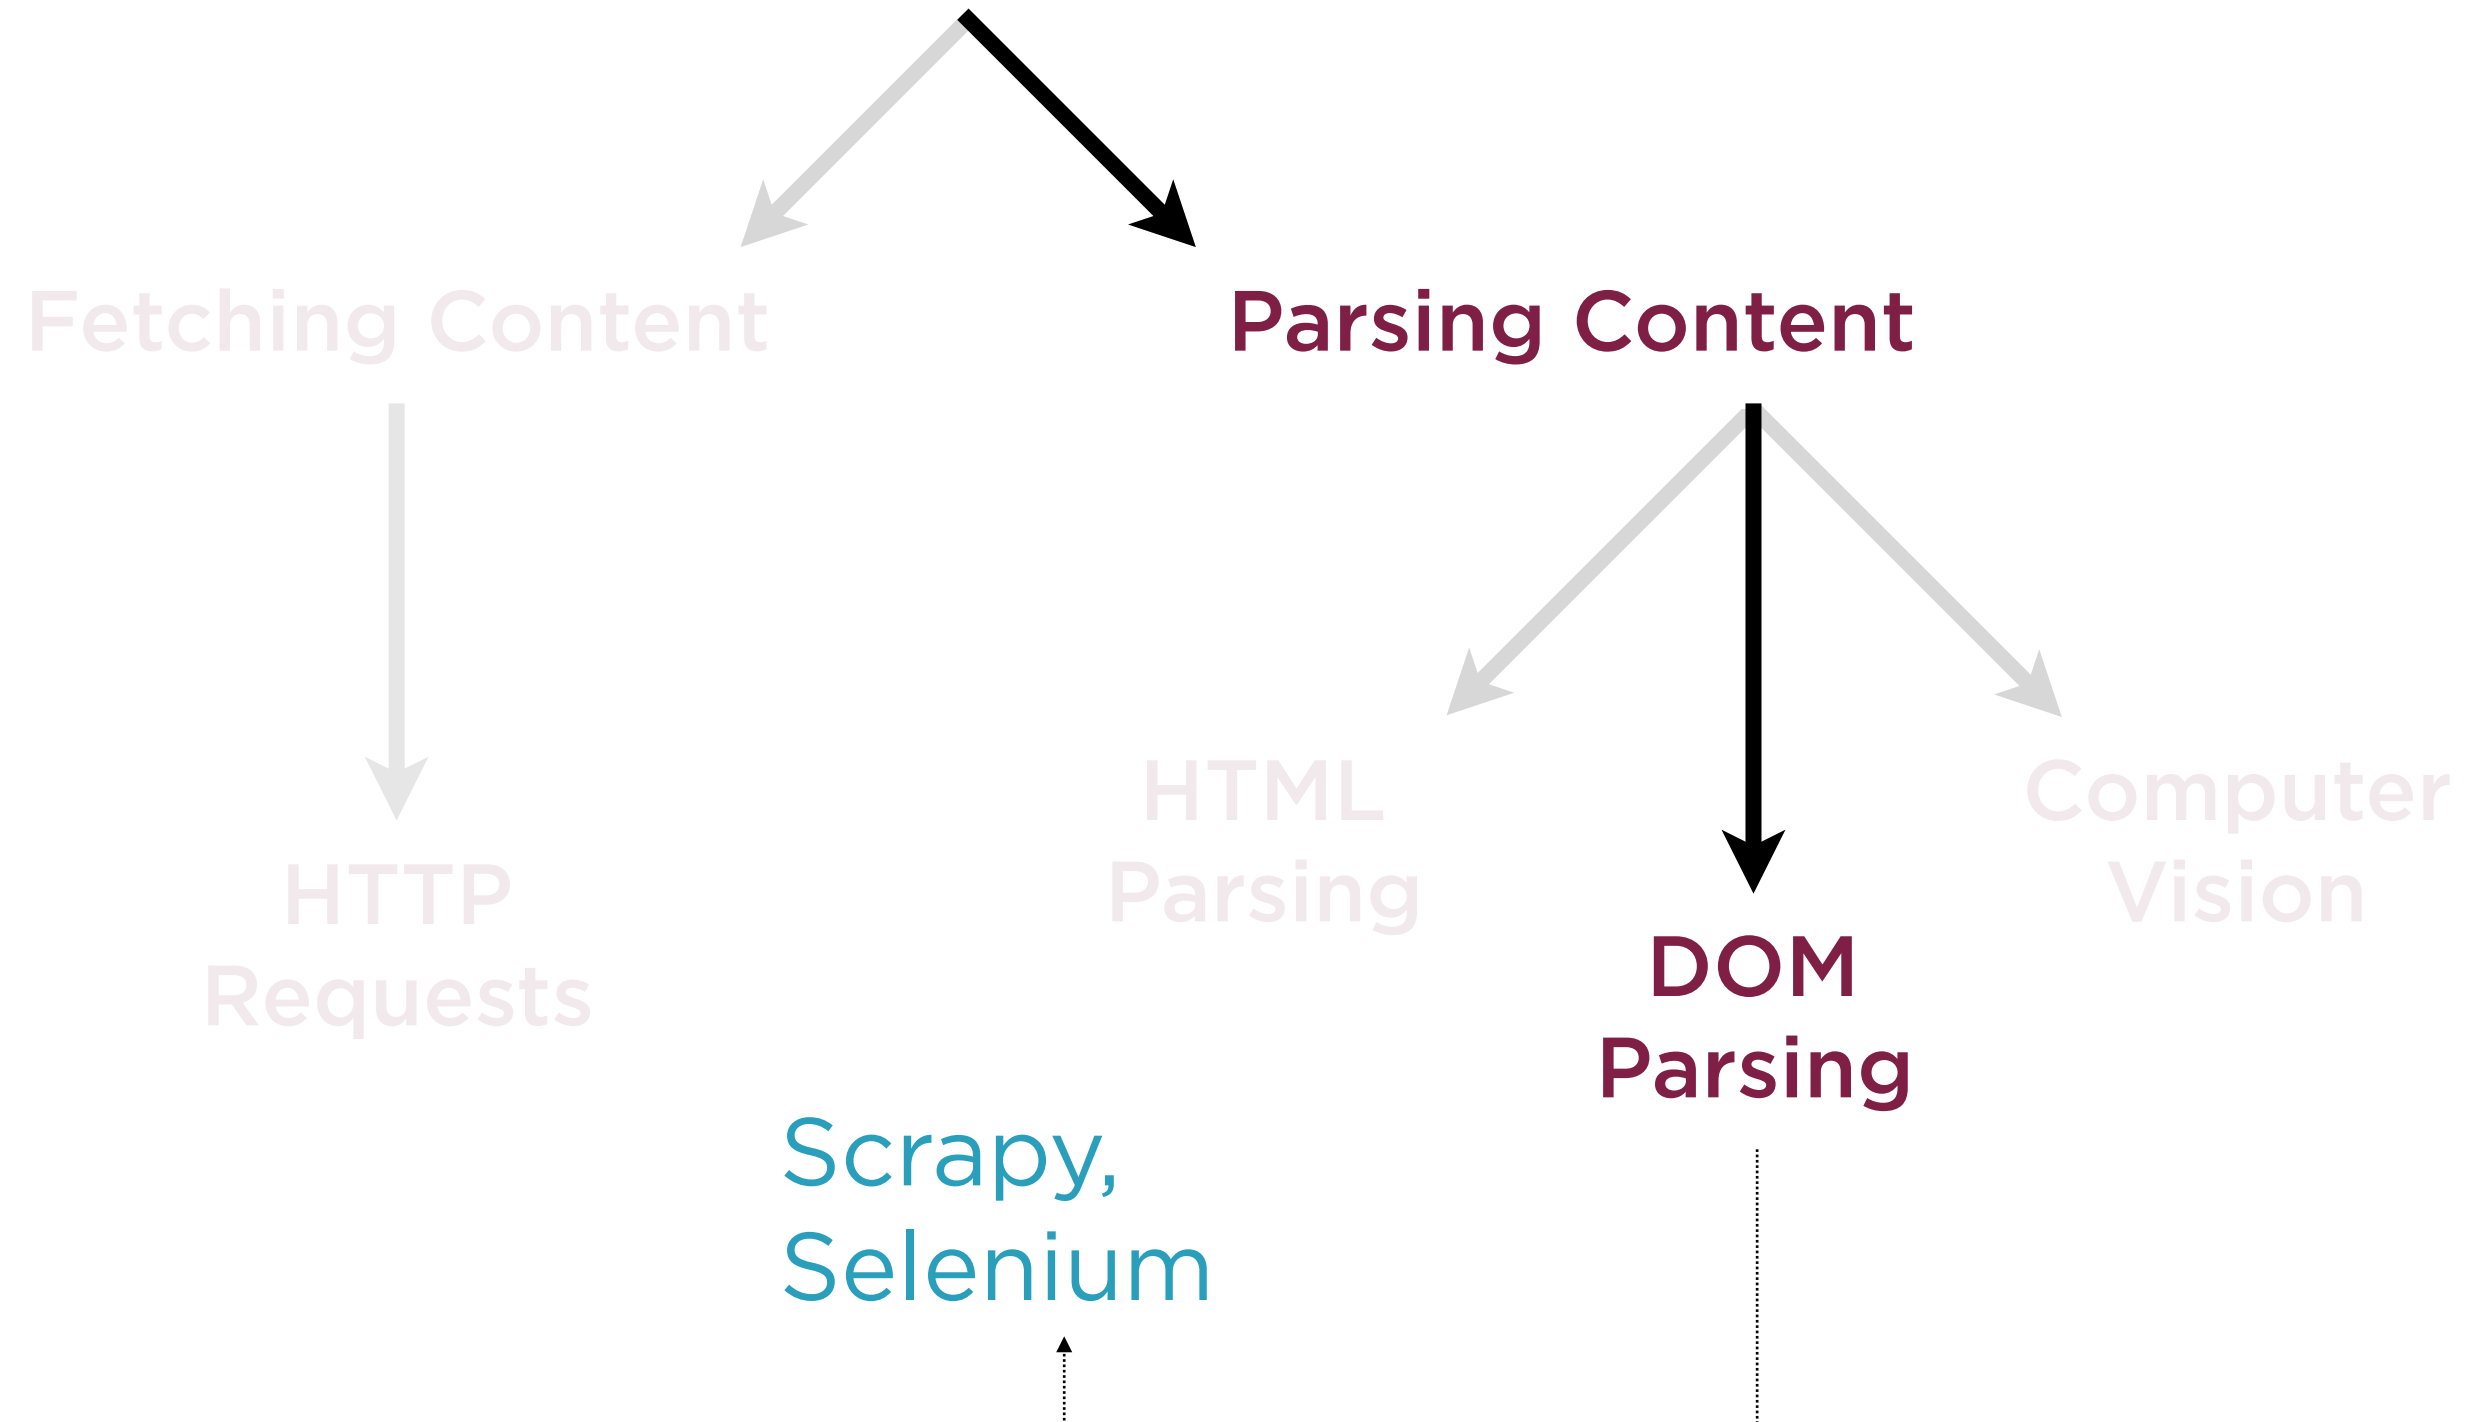 Fetching Content
Parsing Content
HTTP
Requests
HTML
Parsing
DOM
Parsing
Computer
Vision
Scrapy,
Selenium